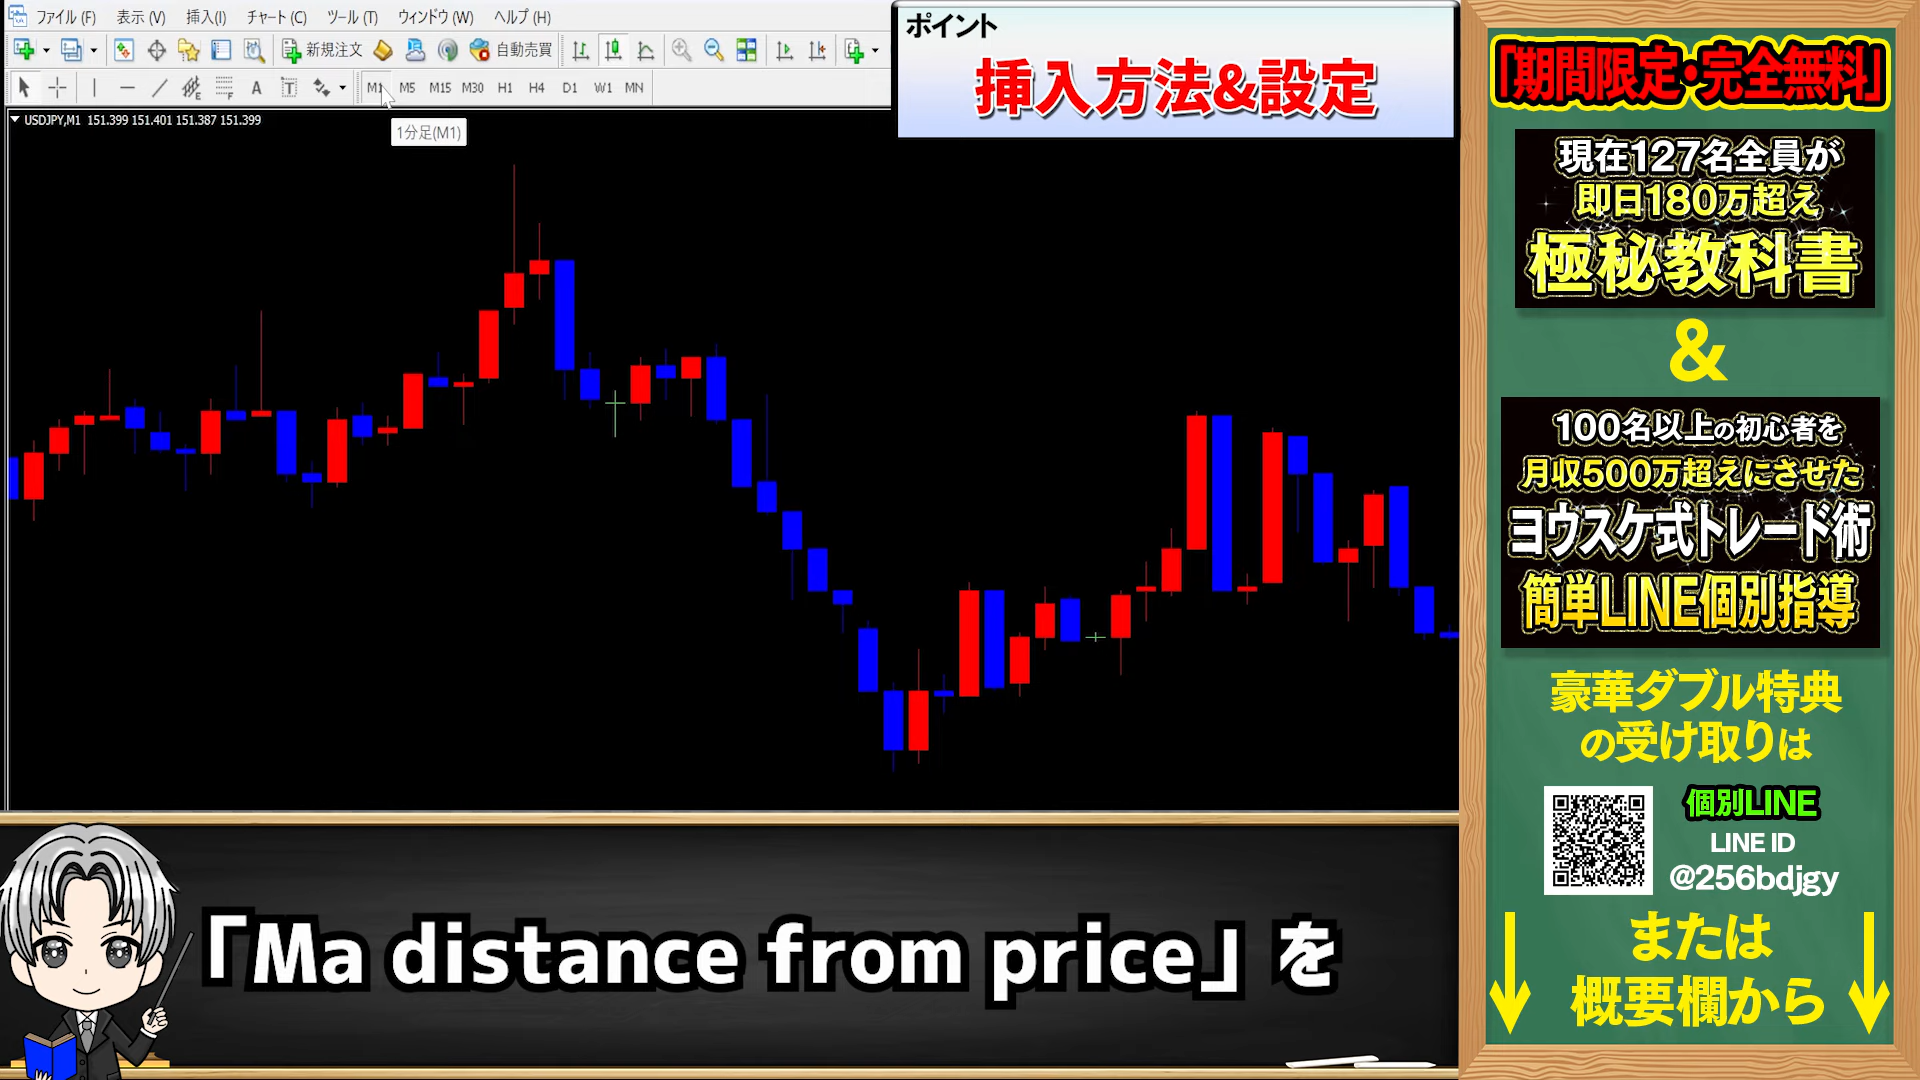 ファイル (F) 表示 (V) 挿入(I) チャート (C) ツール (T) ウィンドウ (W) ヘルプ (H)
新規注文 自動売買
A T M1 M5 M15 M30 H1 H4 D1 W1 MN
USDJPY,M1 151.399 151.401 151.387 151.399
1分足(M1)
ポイント
挿入方法&設定
「Ma distance from price」を
「期間限定・完全無料」
現在127名全員が
即日180万超え
極秘教科書
&
100名以上の初心者を
月収500万超えにさせた
ヨウスケ式トレード術
簡単LINE個別指導
豪華ダブル特典
の受け取りは
個別LINE
LINE ID
@256bdjgy
または
概要欄から